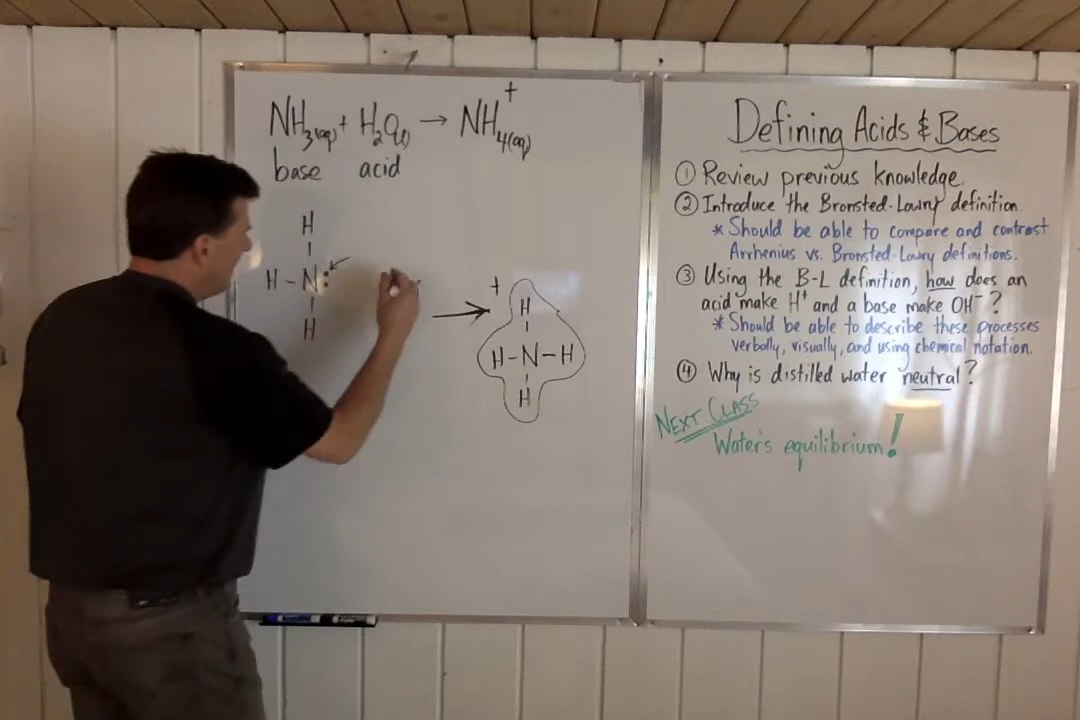 NH₃(aq) + H₂O(l) → NH₄(aq)⁺
base acid
H
H - N:
H
+
H
H-N-H
H
Defining Acids & Bases
① Review previous knowledge.
② Introduce the Bronsted-Lowry definition
* Should be able to compare and contrast
Arrhenius vs. Bronsted-Lowry definitions.
③ Using the B-L definition, how does an
acid make H⁺ and a base make OH⁻?
* Should be able to describe these processes
verbally, visually, and using chemical notation.
④ Why is distilled water neutral?
NEXT CLASS
Water's equilibrium!